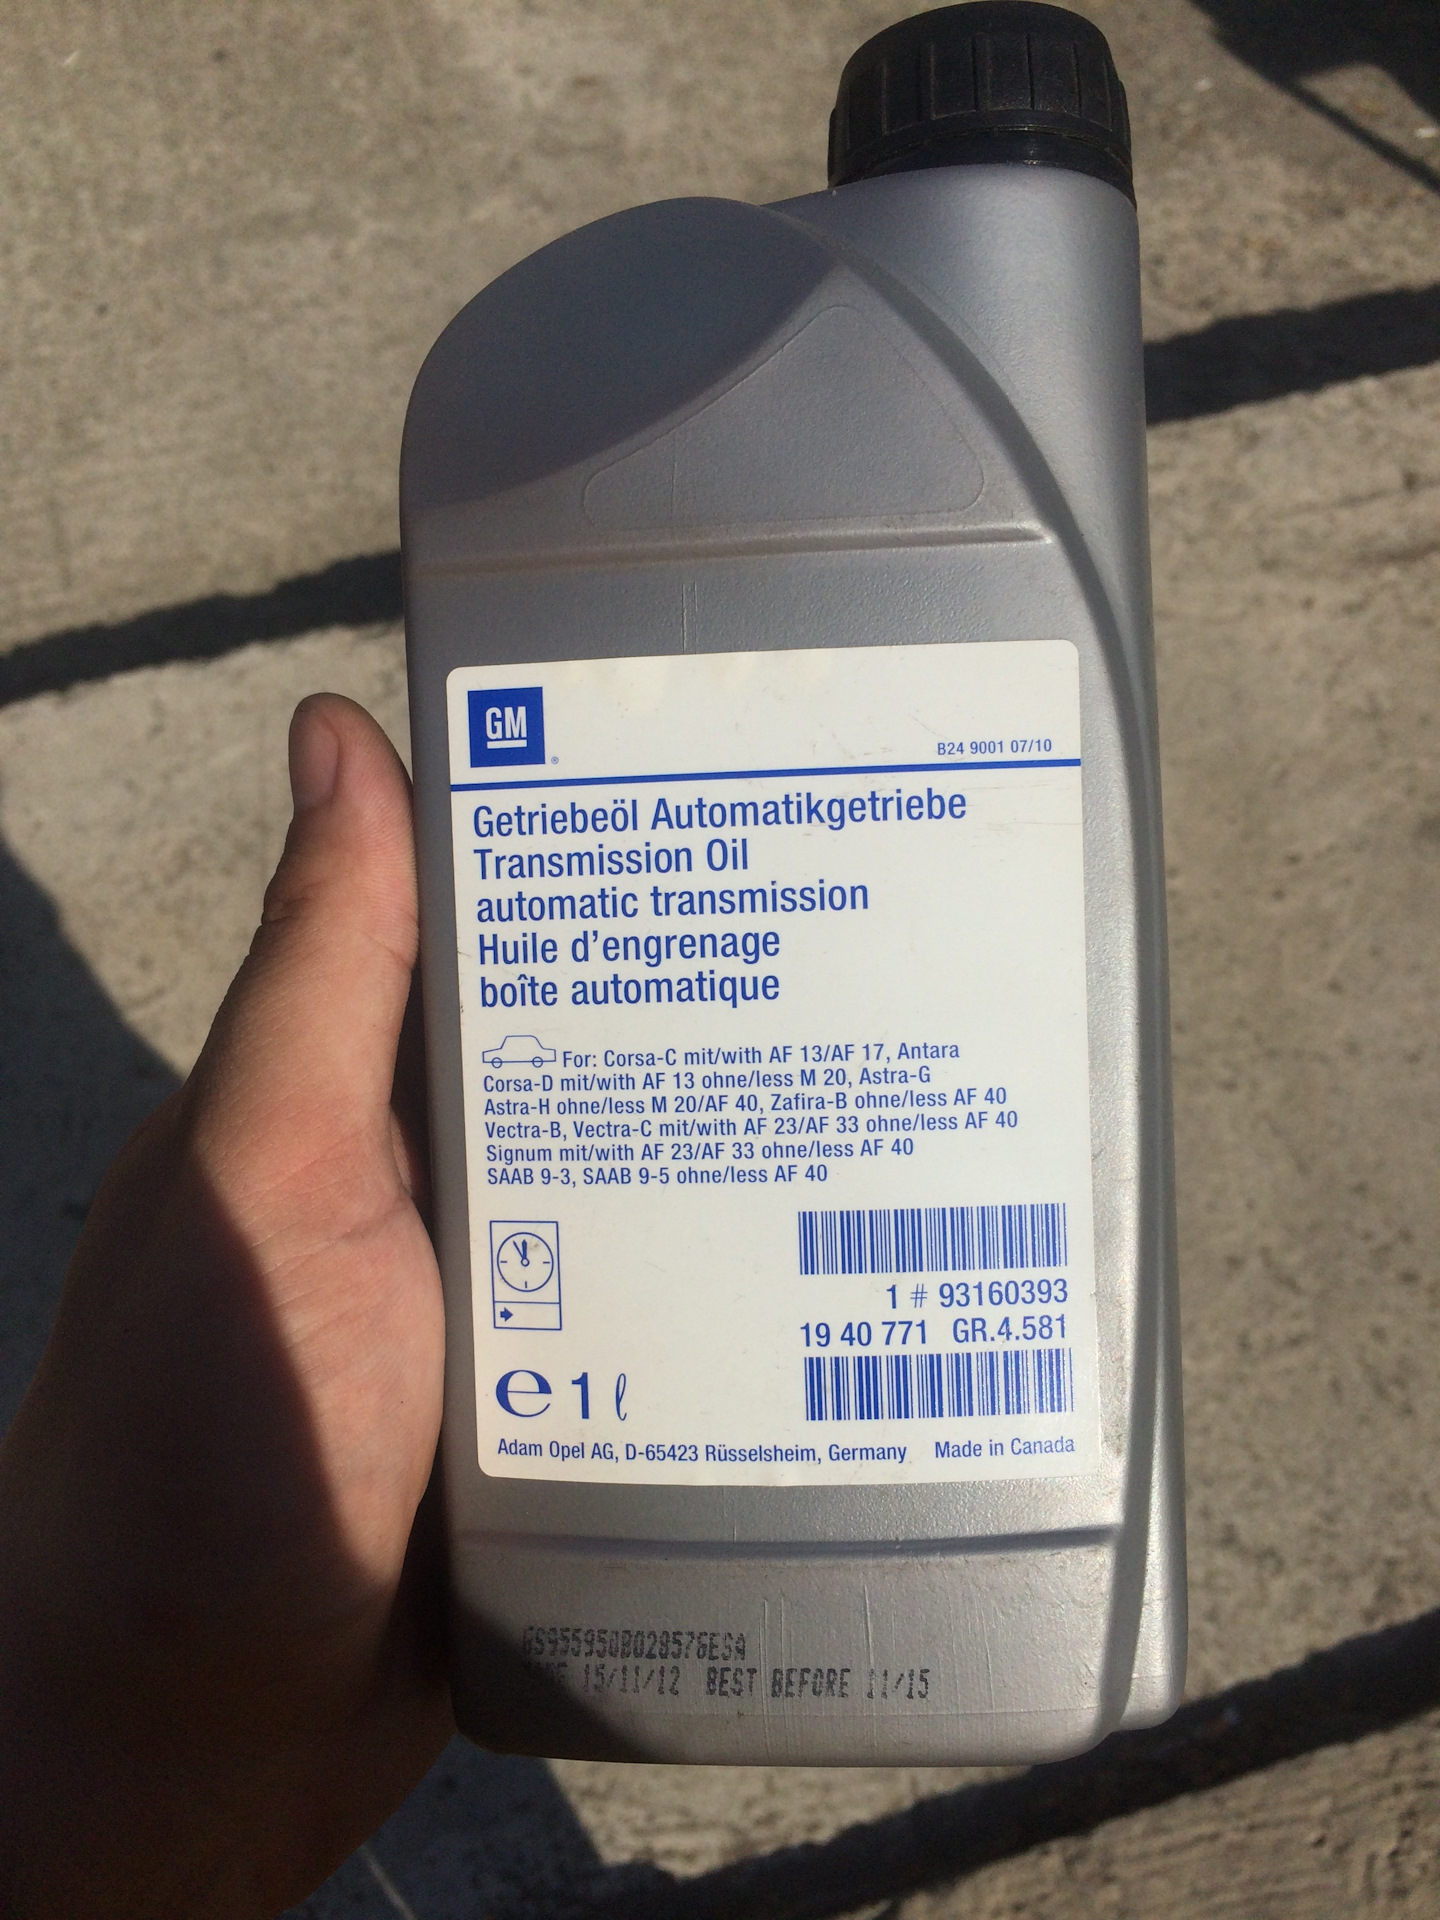 GM
®
B24 9001 07/10
Getriebeöl Automatikgetriebe
Transmission Oil
automatic transmission
Huile d'engrenage
boîte automatique
For: Corsa-C mit/with AF 13/AF 17, Antara
Corsa-D mit/with AF 13 ohne/less M 20, Astra-G
Astra-H ohne/less M 20/AF 40, Zafira-B ohne/less AF 40
Vectra-B, Vectra-C mit/with AF 23/AF 33 ohne/less AF 40
Signum mit/with AF 23/AF 33 ohne/less AF 40
SAAB 9-3, SAAB 9-5 ohne/less AF 40
1 # 93160393
19 40 771 GR.4.581
e 1 ℓ
Adam Opel AG, D-65423 Rüsselsheim, Germany Made in Canada
15/11/12 BEST BEFORE 11/15